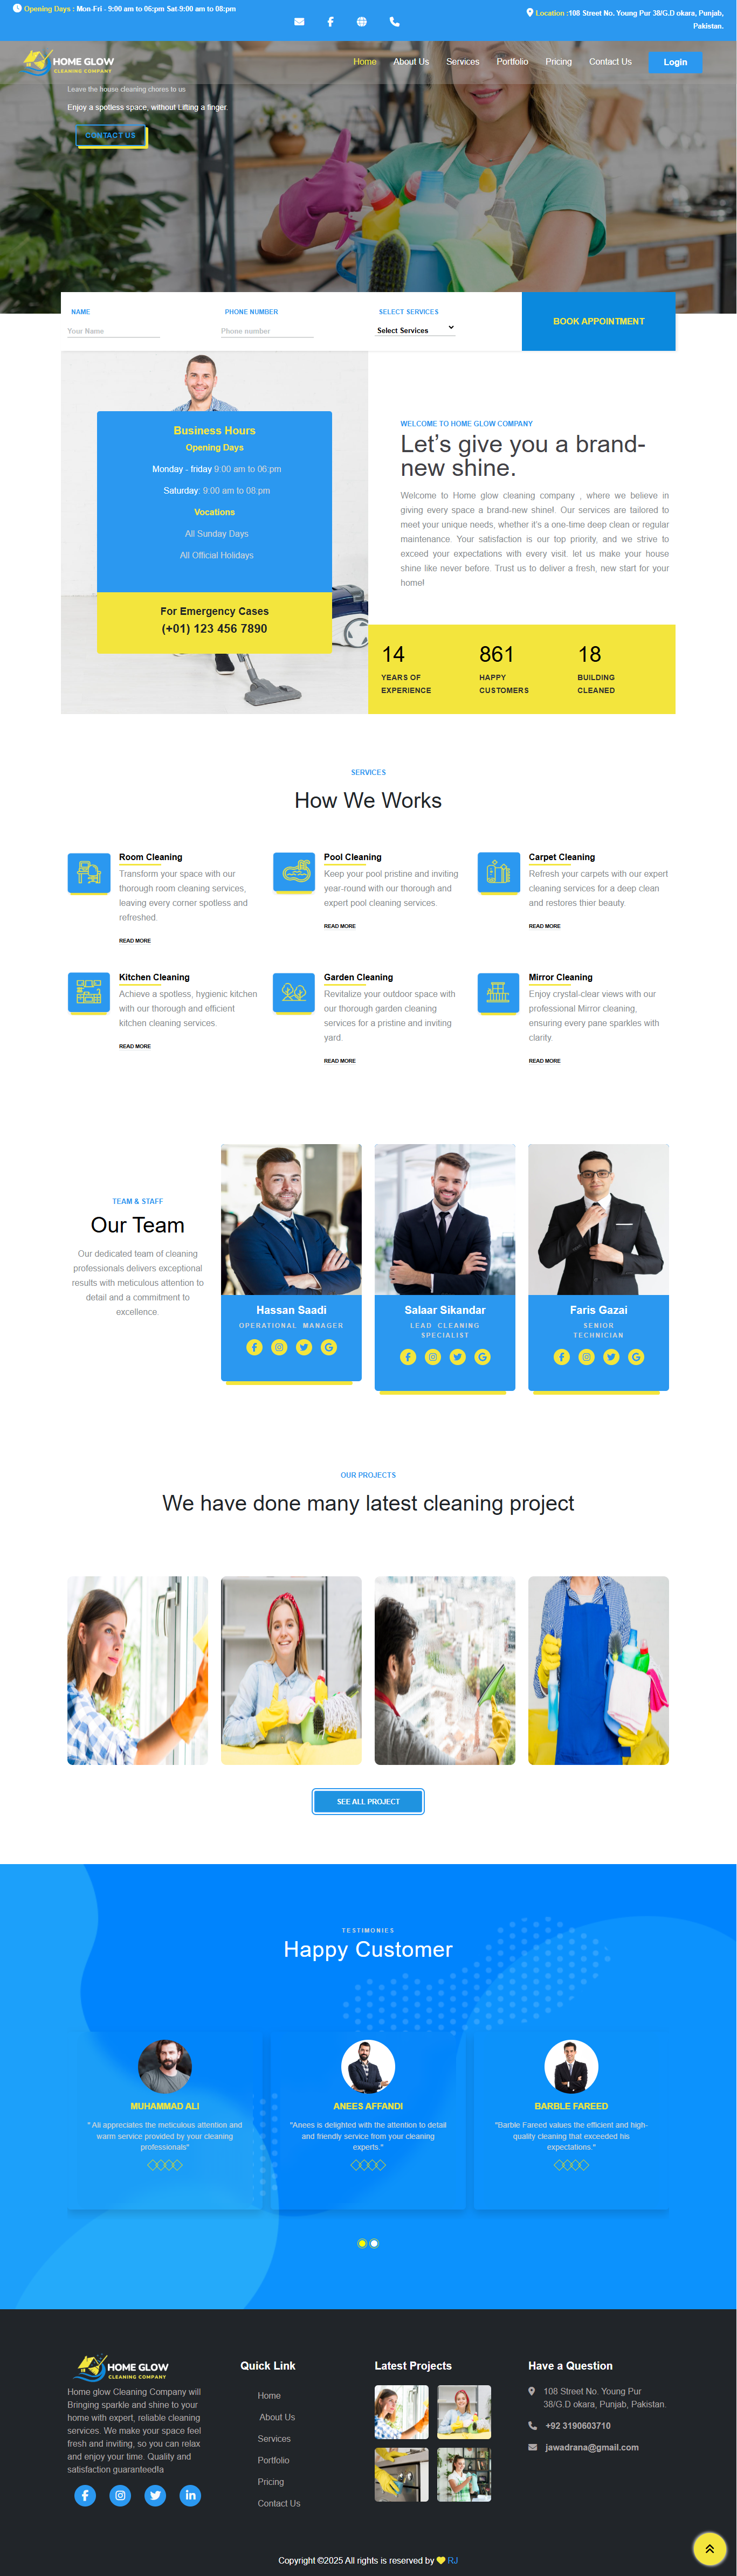 Opening Days : Mon-Fri - 9:00 am to 06:pm Sat-9:00 am to 08:pm
Location :108 Street No. Young Pur 38/G.D okara, Punjab,
Pakistan.
HOME GLOW
CLEANING COMPANY
Home About Us Services Portfolio Pricing Contact Us Login
Leave the house cleaning chores to us
Enjoy a spotless space, without Lifting a finger.
CONTACT US
NAME PHONE NUMBER SELECT SERVICES
Your Name Phone number Select Services
BOOK APPOINTMENT
Business Hours
Opening Days
Monday - friday 9:00 am to 06:pm
Saturday: 9:00 am to 08:pm
Vocations
All Sunday Days
All Official Holidays
For Emergency Cases
(+01) 123 456 7890
WELCOME TO HOME GLOW COMPANY
Let's give you a brand-
new shine.
Welcome to Home glow cleaning company , where we believe in
giving every space a brand-new shine!. Our services are tailored to
meet your unique needs, whether it's a one-time deep clean or regular
maintenance. Your satisfaction is our top priority, and we strive to
exceed your expectations with every visit. let us make your house
shine like never before. Trust us to deliver a fresh, new start for your
home!
14 861 18
YEARS OF HAPPY BUILDING
EXPERIENCE CUSTOMERS CLEANED
SERVICES
How We Works
Room Cleaning
Transform your space with our
thorough room cleaning services,
leaving every corner spotless and
refreshed.
READ MORE
Pool Cleaning
Keep your pool pristine and inviting
year-round with our thorough and
expert pool cleaning services.
READ MORE
Carpet Cleaning
Refresh your carpets with our expert
cleaning services for a deep clean
and restores thier beauty.
READ MORE
Kitchen Cleaning
Achieve a spotless, hygienic kitchen
with our thorough and efficient
kitchen cleaning services.
READ MORE
Garden Cleaning
Revitalize your outdoor space with
our thorough garden cleaning
services for a pristine and inviting
yard.
READ MORE
Mirror Cleaning
Enjoy crystal-clear views with our
professional Mirror cleaning,
ensuring every pane sparkles with
clarity.
READ MORE
TEAM & STAFF
Our Team
Our dedicated team of cleaning
professionals delivers exceptional
results with meticulous attention to
detail and a commitment to
excellence.
Hassan Saadi
OPERATIONAL MANAGER
Salaar Sikandar
LEAD CLEANING
SPECIALIST
Faris Gazai
SENIOR
TECHNICIAN
OUR PROJECTS
We have done many latest cleaning project
SEE ALL PROJECT
TESTIMONIES
Happy Customer
MUHAMMAD ALI
" Ali appreciates the meticulous attention and
warm service provided by your cleaning
professionals"
ANEES AFFANDI
"Anees is delighted with the attention to detail
and friendly service from your cleaning
experts."
BARBLE FAREED
"Barble Fareed values the efficient and high-
quality cleaning that exceeded his
expectations."
HOME GLOW
CLEANING COMPANY
Home glow Cleaning Company will
Bringing sparkle and shine to your
home with expert, reliable cleaning
services. We make your space feel
fresh and inviting, so you can relax
and enjoy your time. Quality and
satisfaction guaranteed!a
Quick Link
Home
About Us
Services
Portfolio
Pricing
Contact Us
Latest Projects
Have a Question
108 Street No. Young Pur
38/G.D okara, Punjab, Pakistan.
+92 3190603710
jawadrana@gmail.com
Copyright ©2025 All rights is reserved by RJ